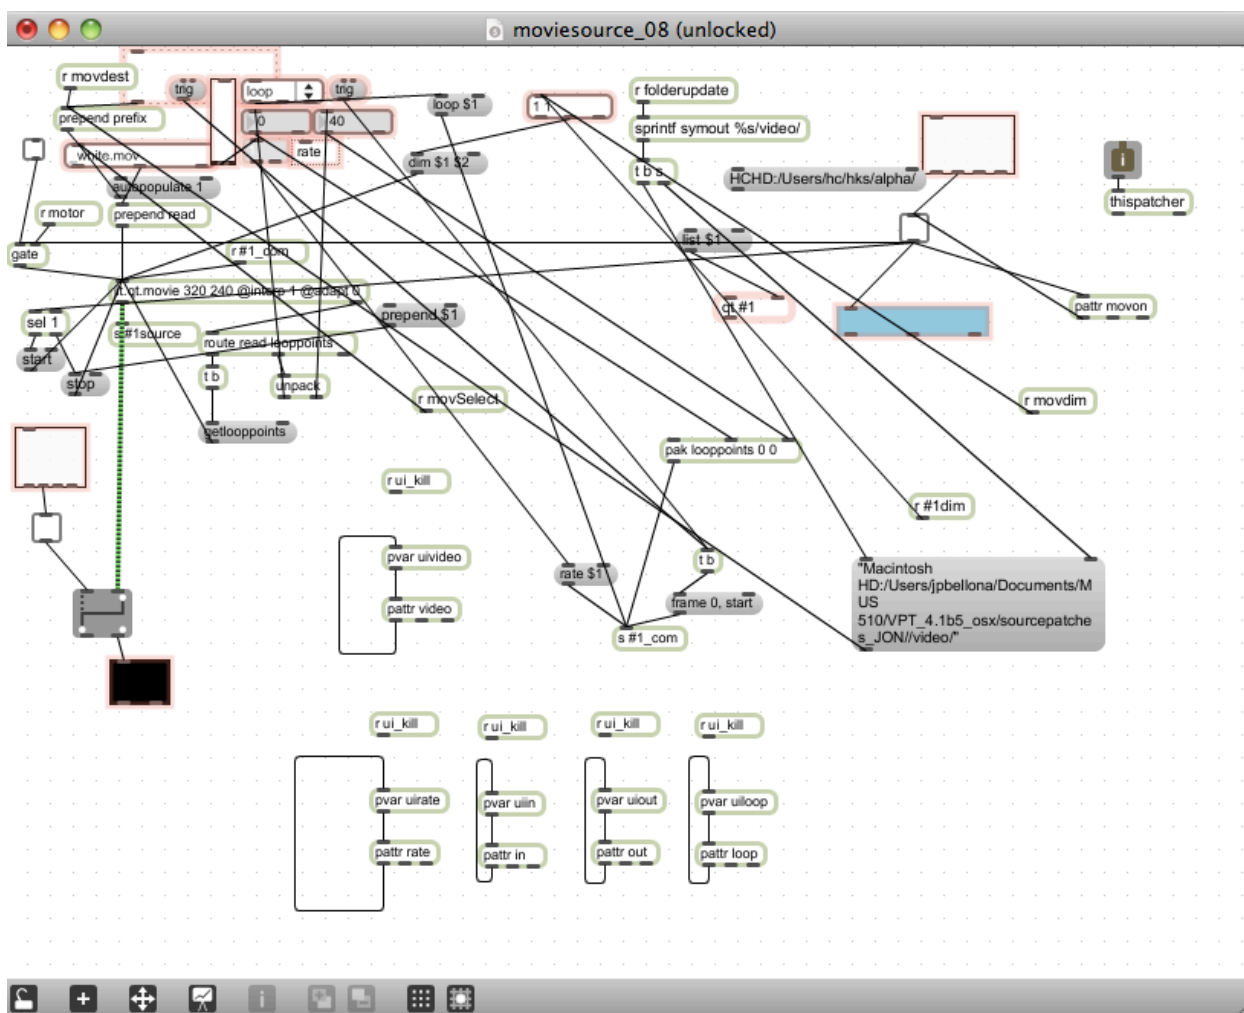 moviesource_08 (unlocked)
r movdest
trig
loop
trig
loop $1
1 1
r folderupdate
prepend prefix
0
40
sprintf symout %s/video/
white.mov
rate
dim $1 $2
t b s
HCHD:/Users/hc/hks/alpha/
autopopulate 1
thispatcher
r motor
prepend read
list $1
gate
r #1_com
jit.qt.movie 320 240 @interp 1 @adapt 0
qt #1
pattr movon
sel 1
s #1source
prepend $1
start
route read looppoints
stop
t b
unpack
r movSelect
r movdim
getlooppoints
pak looppoints 0 0
r ui_kill
r #1dim
pvar uivideo
t b
rate $1
"Macintosh
HD:/Users/jpbellona/Documents/M
US
510/VPT_4.1b5_osx/sourcepatche
s_JON//video/"
frame 0, start
pattr video
s #1_com
r ui_kill
r ui_kill
r ui_kill
r ui_kill
pvar uirate
pvar uiin
pvar uiout
pvar uiloop
pattr rate
pattr in
pattr out
pattr loop